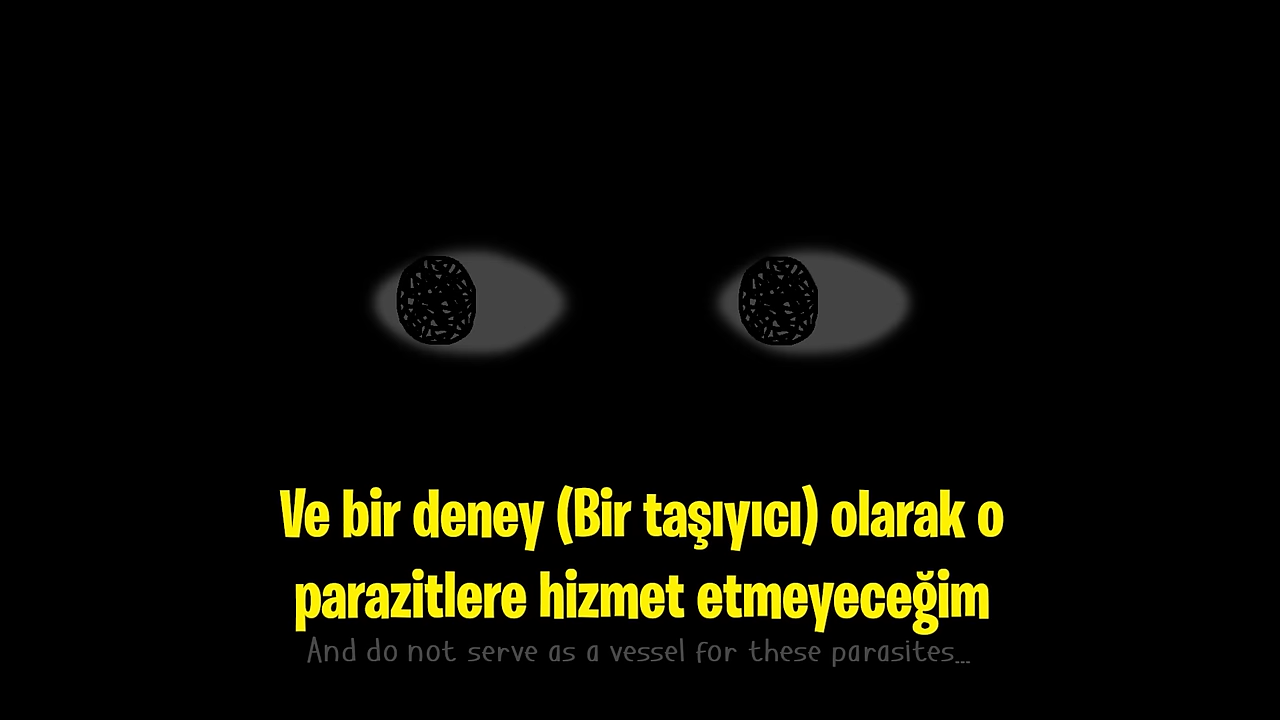 Ve bir deney (Bir taşıyıcı) olarak o
parazitlere hizmet etmeyeceğim
And do not serve as a vessel for these parasites...